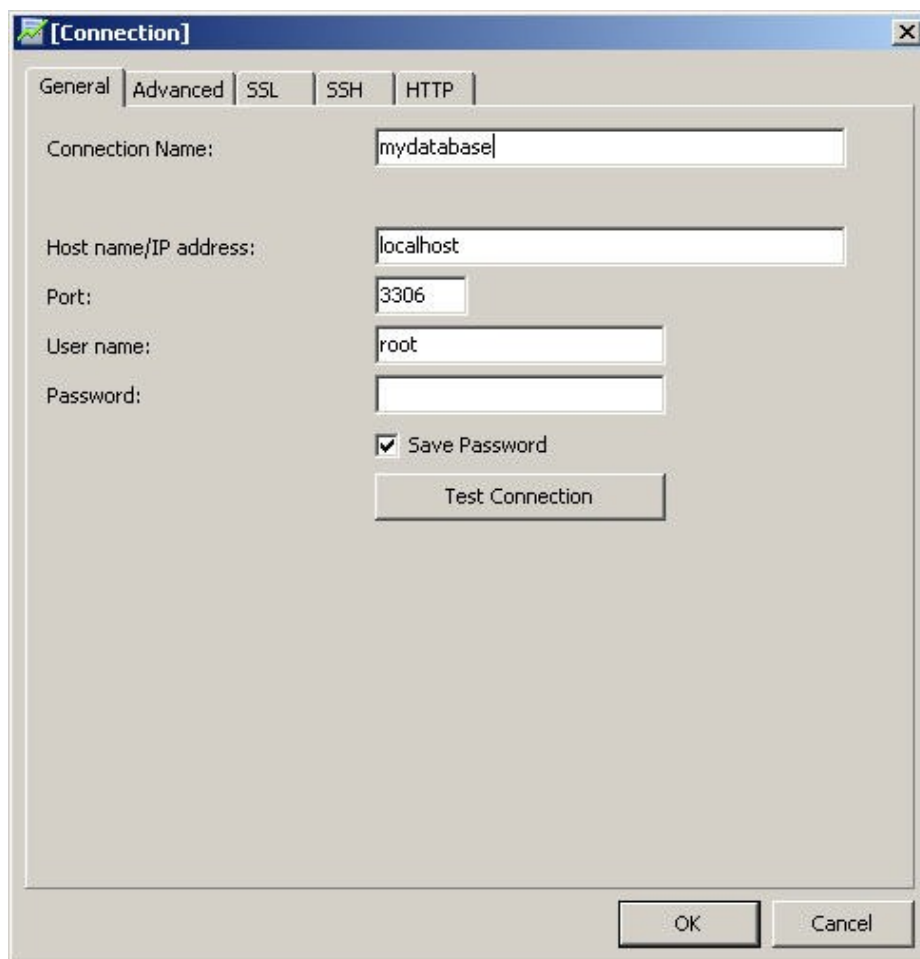 [Connection]
General Advanced SSL SSH HTTP
Connection Name: mydatabase
Host name/IP address: localhost
Port: 3306
User name: root
Password:
Save Password
Test Connection
OK Cancel